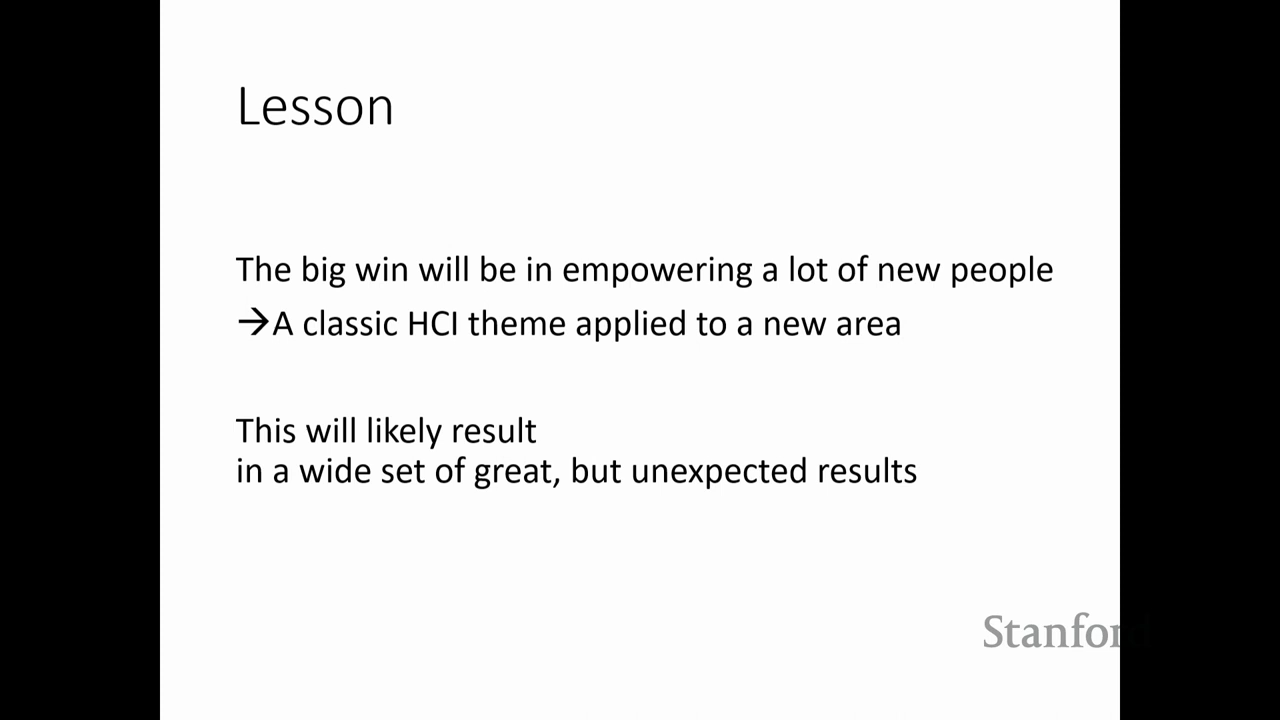 Lesson
The big win will be in empowering a lot of new people
→A classic HCI theme applied to a new area
This will likely result
in a wide set of great, but unexpected results
Stanford